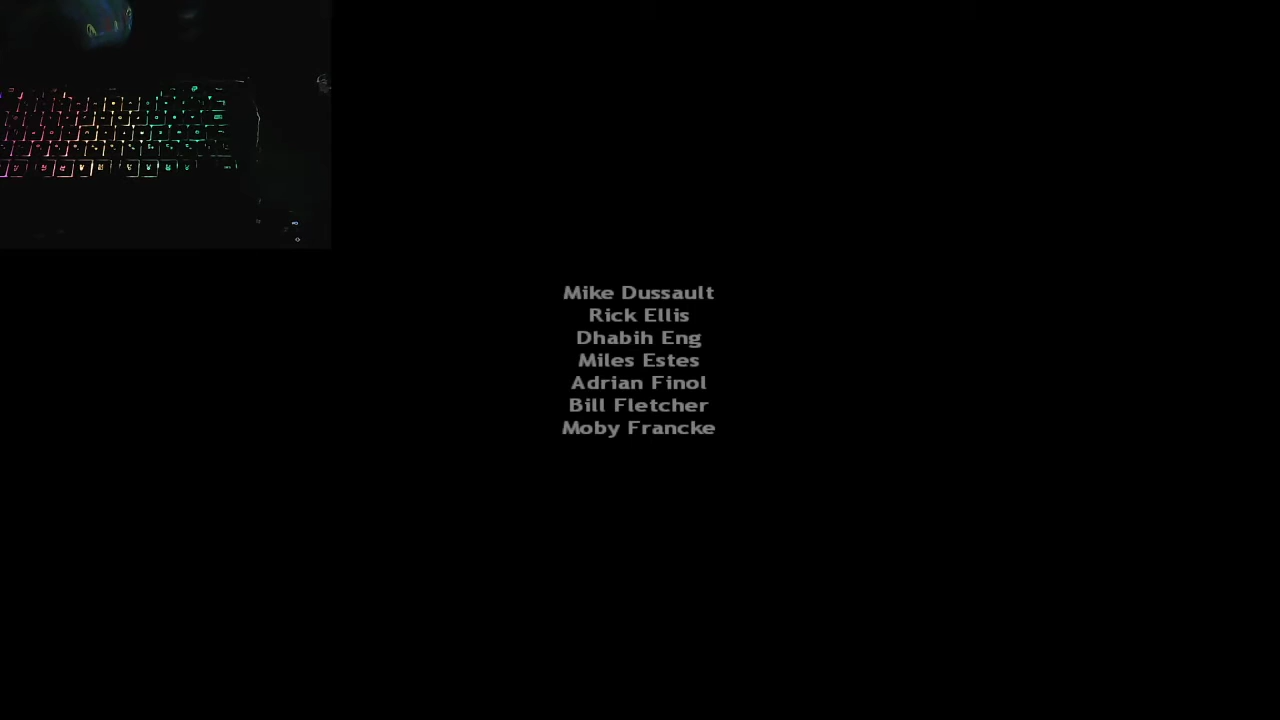 Mike Dussault
Rick Ellis
Dhabih Eng
Miles Estes
Adrian Finol
Bill Fletcher
Moby Francke